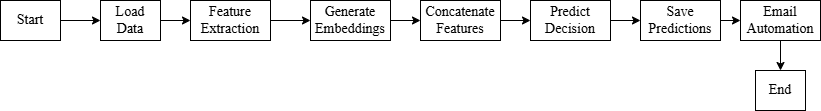 Start
Load
Data
Feature
Extraction
Generate
Embeddings
Concatenate
Features
Predict
Decision
Save
Predictions
Email
Automation
End